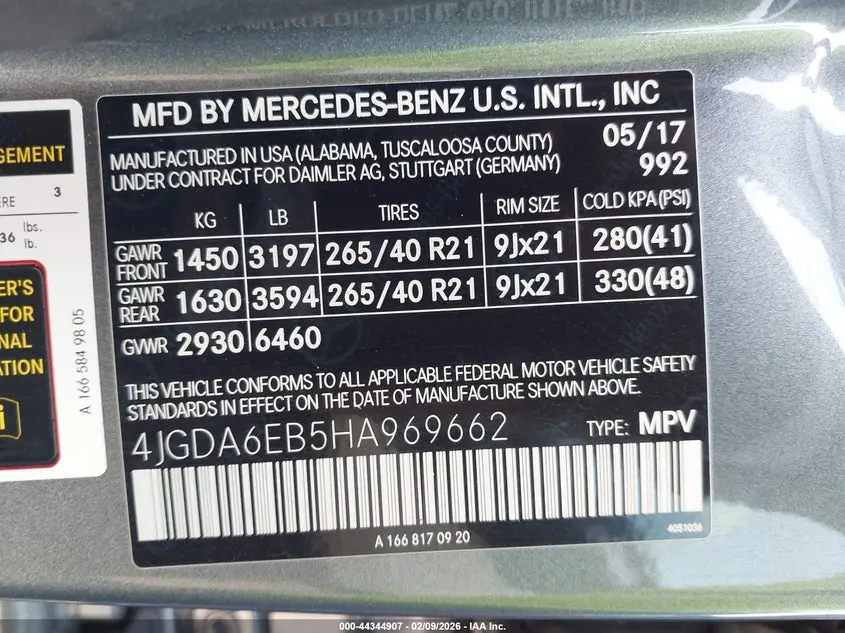 MFD BY MERCEDES-BENZ U.S. INTL., INC
MANUFACTURED IN USA (ALABAMA, TUSCALOOSA COUNTY) 05/17
UNDER CONTRACT FOR DAIMLER AG, STUTTGART (GERMANY) 992
KG LB TIRES RIM SIZE COLD KPA(PSI)
GAWR FRONT 1450 3197 265/40 R21 9Jx21 280(41)
GAWR REAR 1630 3594 265/40 R21 9Jx21 330(48)
GVWR 2930 6460
THIS VEHICLE CONFORMS TO ALL APPLICABLE FEDERAL MOTOR VEHICLE SAFETY
STANDARDS IN EFFECT ON THE DATE OF MANUFACTURE SHOWN ABOVE.
4JGDA6EB5HA969662 TYPE: MPV
4051036
A 166 817 09 20
3
36 lbs.
lb.
FOR
A 166 584 98 05
000-44344907 - 02/09/2026 - IAA Inc.